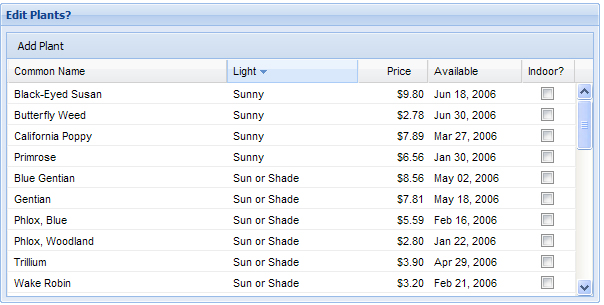 Edit Plants?
Add Plant
Common Name Light Price Available Indoor?
Black-Eyed Susan Sunny $9.80 Jun 18, 2006
Butterfly Weed Sunny $2.78 Jun 30, 2006
California Poppy Sunny $7.89 Mar 27, 2006
Primrose Sunny $6.56 Jan 30, 2006
Blue Gentian Sun or Shade $8.56 May 02, 2006
Gentian Sun or Shade $7.81 May 18, 2006
Phlox, Blue Sun or Shade $5.59 Feb 16, 2006
Phlox, Woodland Sun or Shade $2.80 Jan 22, 2006
Trillium Sun or Shade $3.90 Apr 29, 2006
Wake Robin Sun or Shade $3.20 Feb 21, 2006